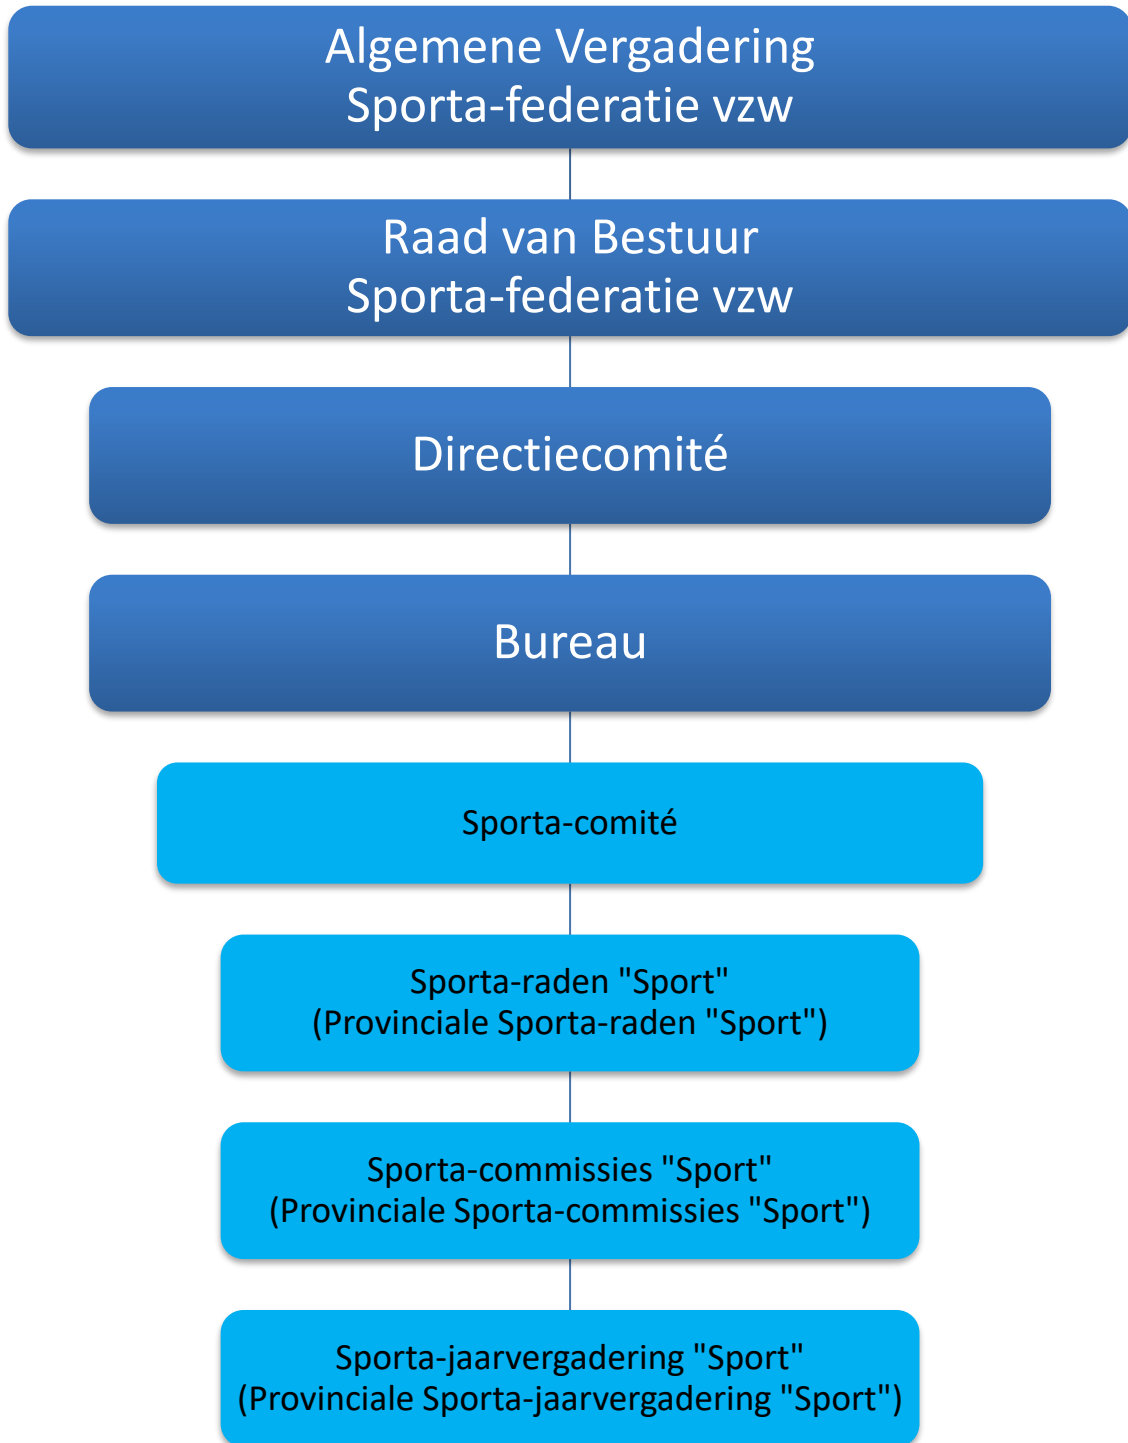 Algemene Vergadering
Sporta-federatie vzw
Raad van Bestuur
Sporta-federatie vzw
Directiecomité
Bureau
Sporta-comité
Sporta-raden "Sport"
(Provinciale Sporta-raden "Sport")
Sporta-commissies "Sport"
(Provinciale Sporta-commissies "Sport")
Sporta-jaarvergadering "Sport"
(Provinciale Sporta-jaarvergadering "Sport")